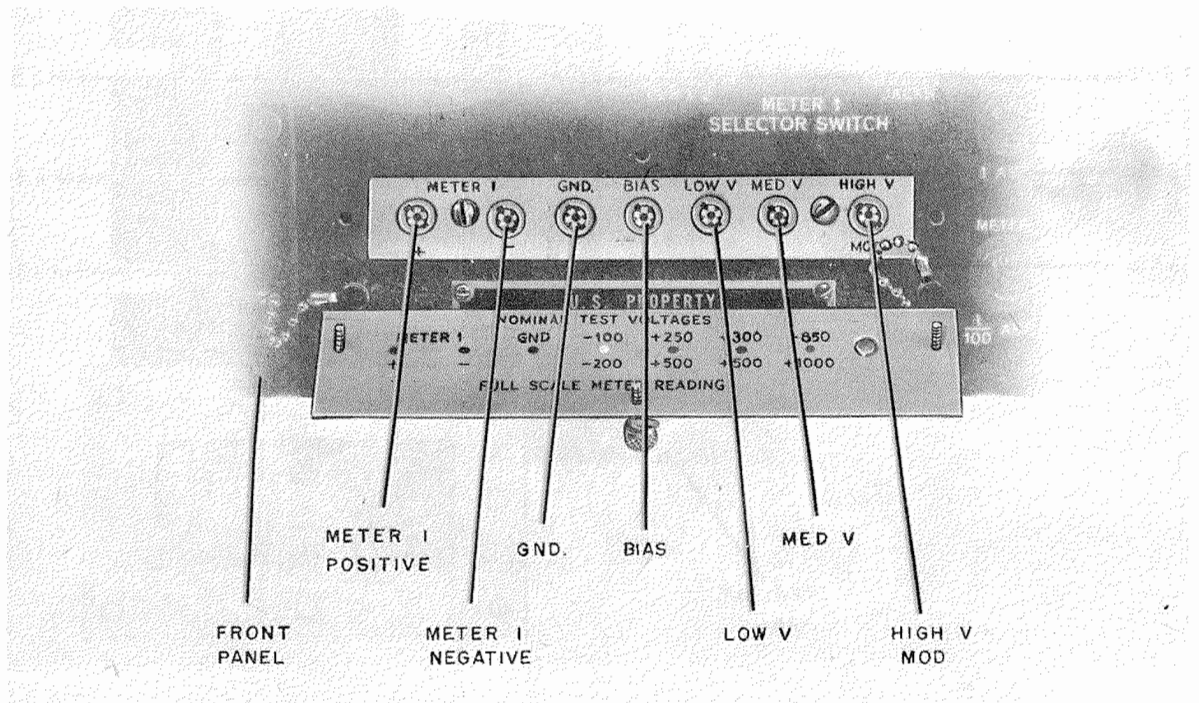 METER 1
SELECTOR SWITCH
METER 1 GND. BIAS LOW V MED V HIGH V
+ −
U.S. PROPERTY
NOMINAL TEST VOLTAGES
METER 1 GND −100 +250 300 850
+ − −200 +500 +500 +1000
FULL SCALE METER READING
1
100
METER 1
POSITIVE
GND.
BIAS
MED V
FRONT
PANEL
METER 1
NEGATIVE
LOW V
HIGH V
MOD